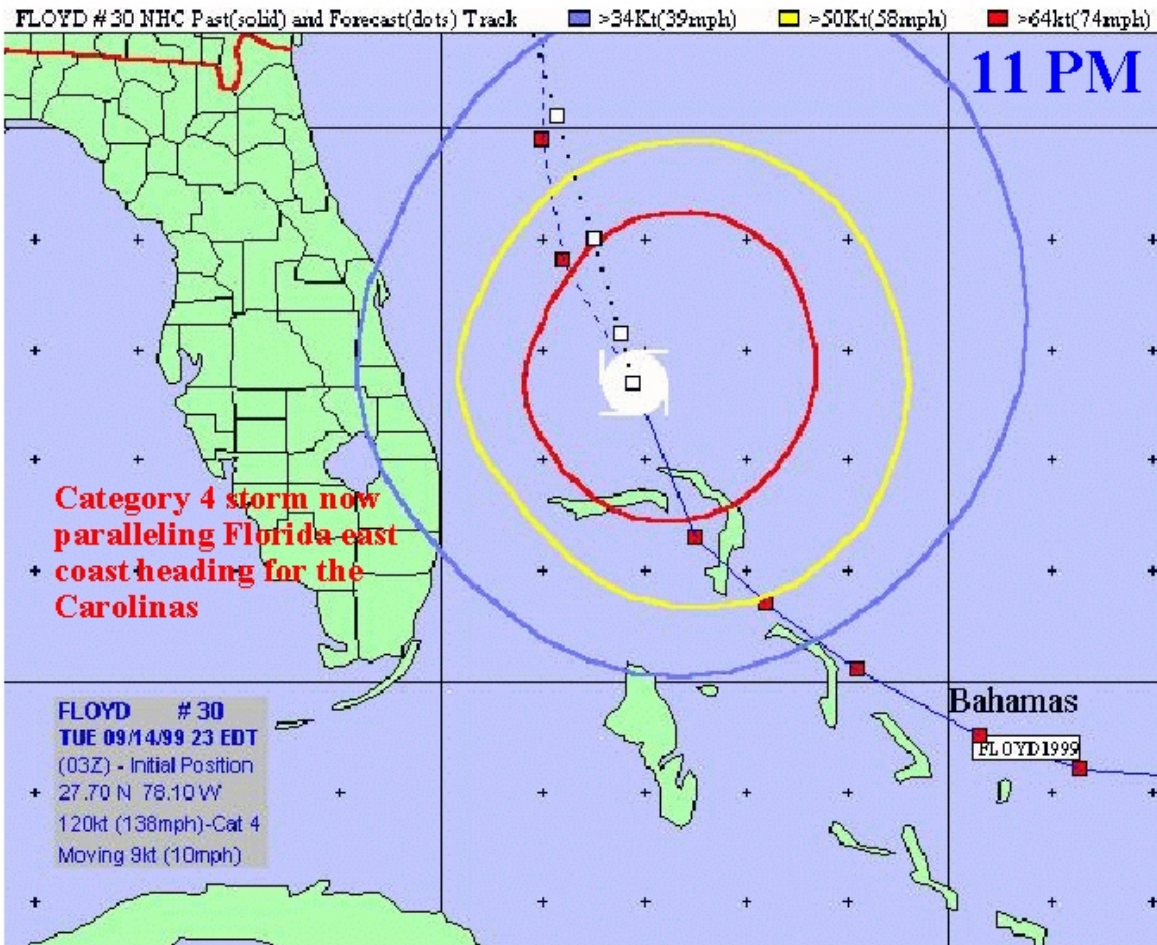 FLOYD # 30 NHC Past(solid) and Forecast(dots) Track >34Kt(39mph) >50Kt(58mph) >64kt(74mph)
11 PM
Category 4 storm now
paralleling Florida east
coast heading for the
Carolinas
Bahamas
FLOYD1999
FLOYD # 30
TUE 09/14/99 23 EDT
(03Z) - Initial Position
27.70 N 78.10 W
120kt (138mph)-Cat 4
Moving 9kt (10mph)